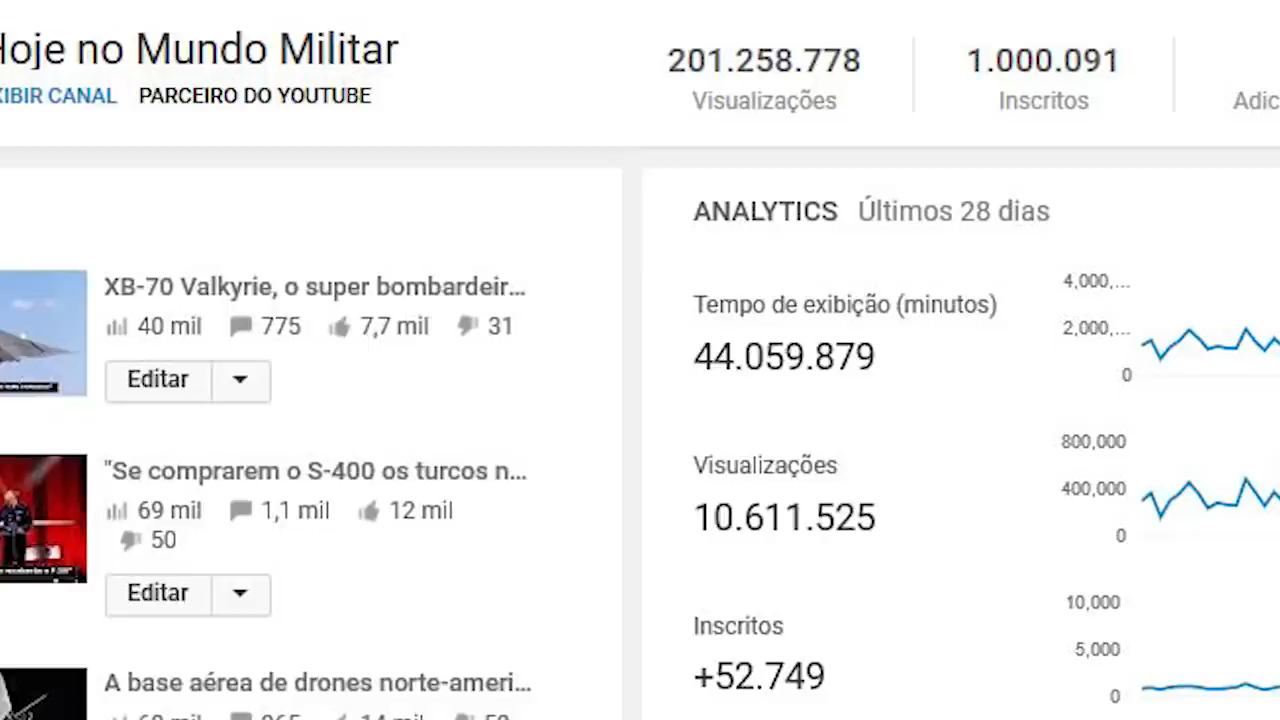 Hoje no Mundo Militar
201.258.778
1.000.091
XIBIR CANAL
PARCEIRO DO YOUTUBE
Visualizações
Inscritos
Adic
ANALYTICS Últimos 28 dias
XB-70 Valkyrie, o super bombardeir...
40 mil 775 7,7 mil 31
Editar
"Se comprarem o S-400 os turcos n...
69 mil 1,1 mil 12 mil
50
Editar
A base aérea de drones norte-ameri...
Tempo de exibição (minutos)
44.059.879
4,000,...
2,000,...
0
Visualizações
10.611.525
800,000
400,000
0
Inscritos
+52.749
10,000
5,000
0